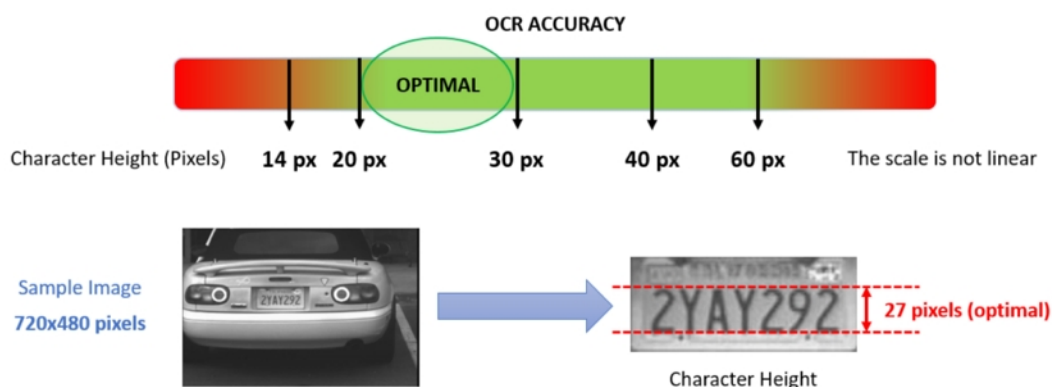 OCR ACCURACY
OPTIMAL
Character Height (Pixels) 14 px 20 px 30 px 40 px 60 px The scale is not linear
Sample Image
720x480 pixels
2YAY292
2YAY292
27 pixels (optimal)
Character Height